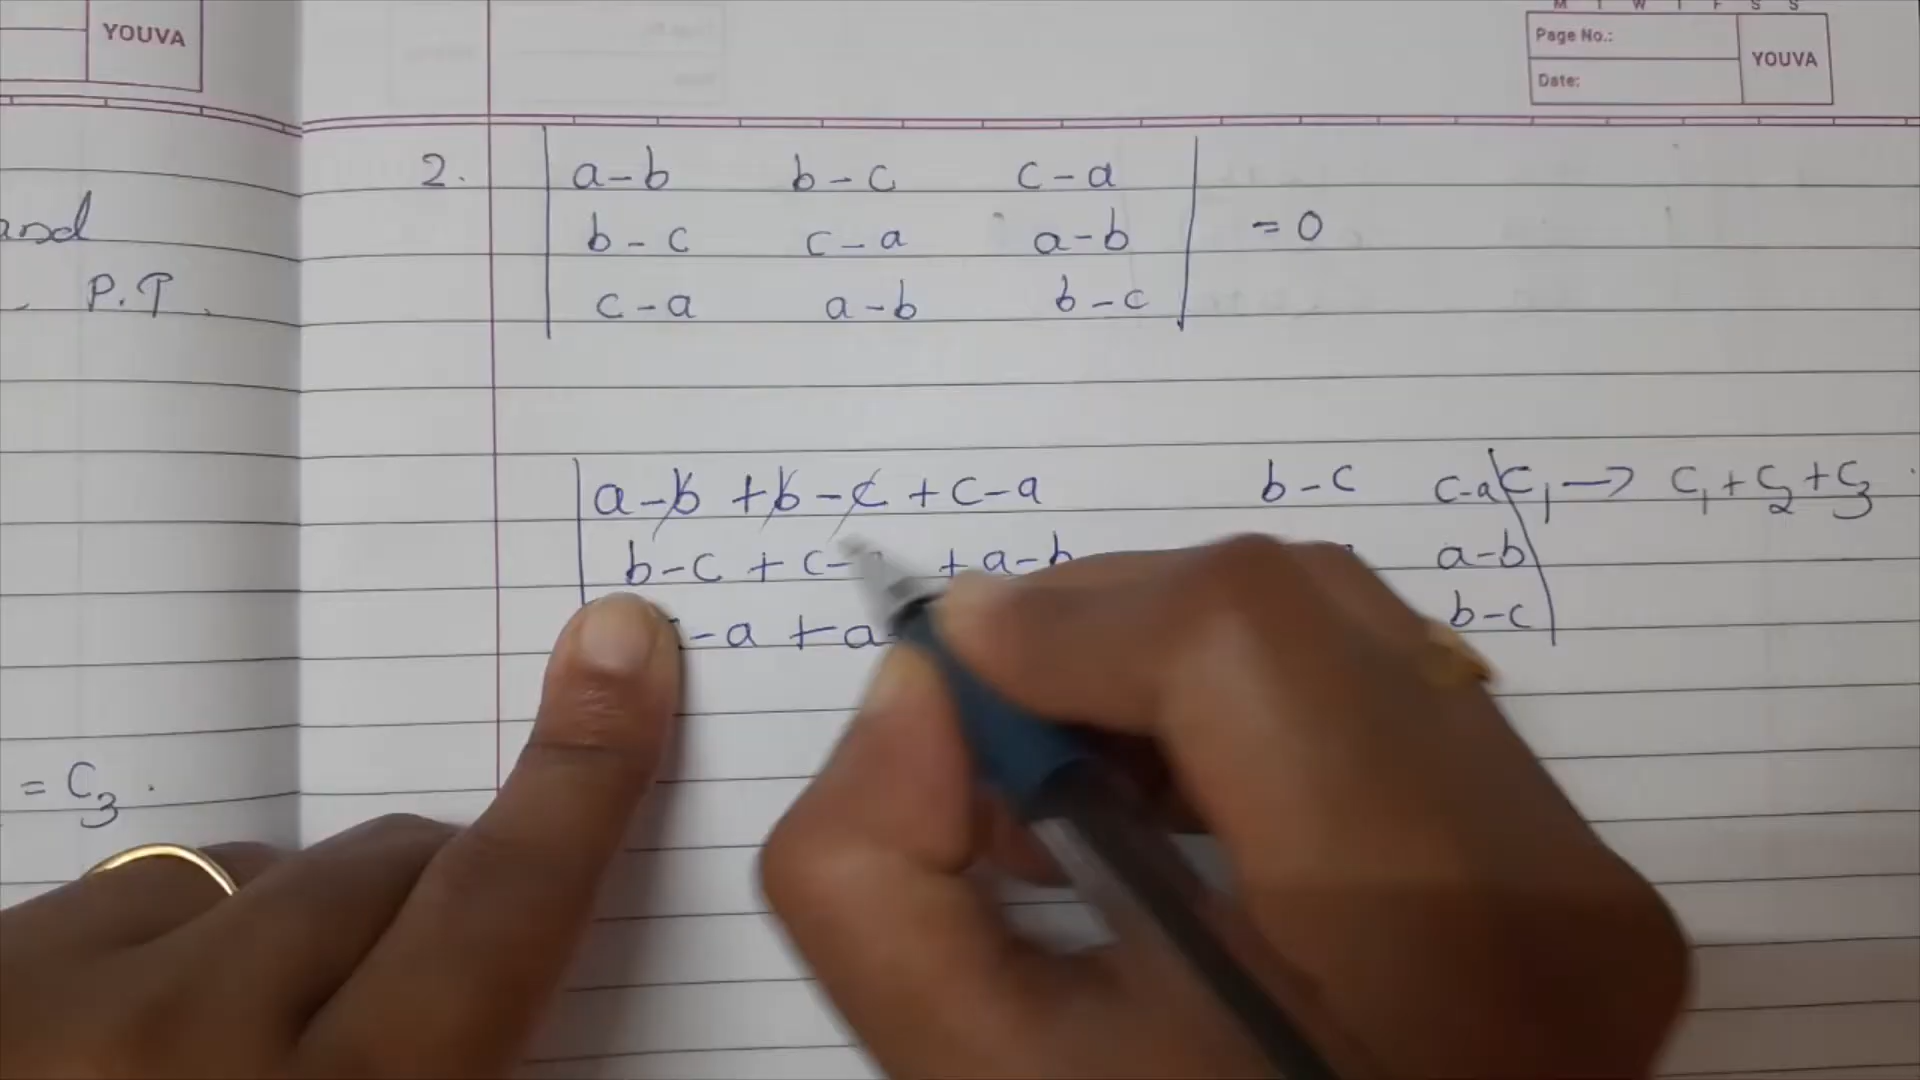 YOUVA
M T W T F S S
Page No.:
YOUVA
Date:
and
P.T.
= C₃.
2.
a-b b-c c-a
b-c c-a a-b = 0
c-a a-b b-c
a-b +b-c +c-a b-c c-a C₁ → C₁+C₂+C₃.
b-c + c- +a-b a-b
-a +a- b-c